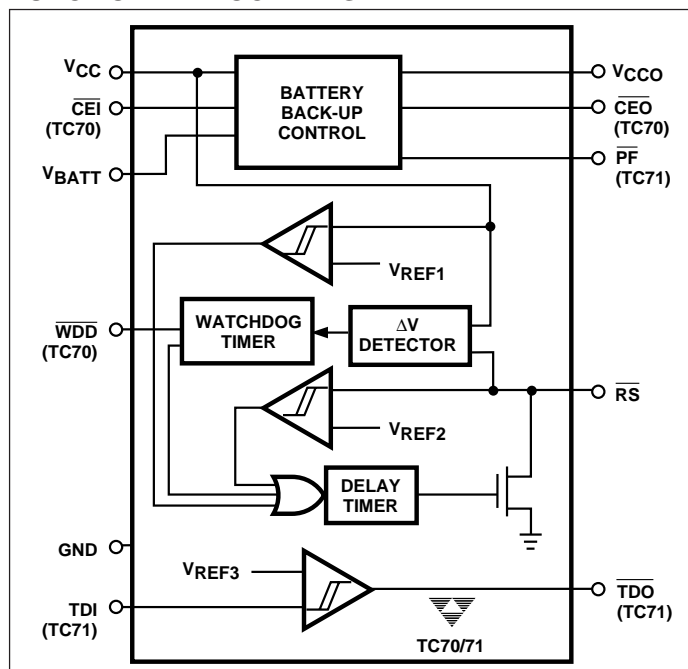 VCC
BATTERY
BACK-UP
CONTROL
VCCO
CEI
(TC70)
CEO
(TC70)
VBATT
PF
(TC71)
VREF1
WDD
(TC70)
WATCHDOG
TIMER
ΔV
DETECTOR
RS
VREF2
DELAY
TIMER
GND
VREF3
TDI
(TC71)
TDO
(TC71)
TC70/71